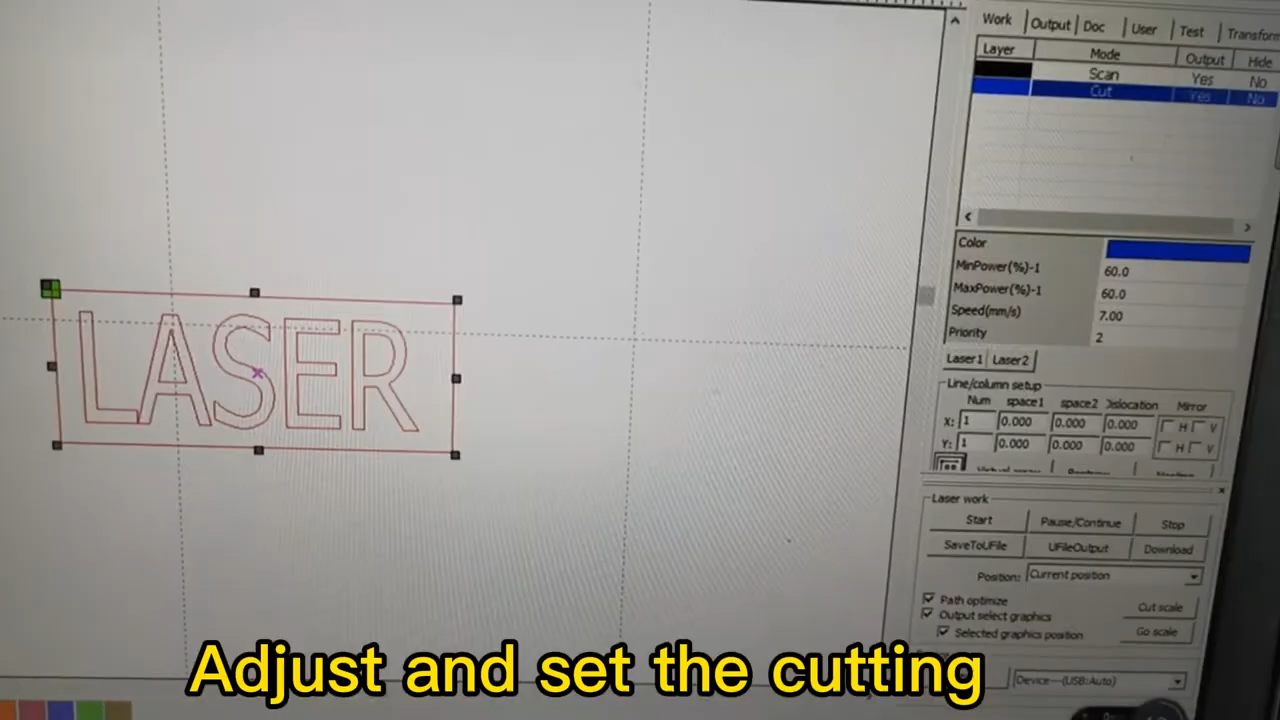 Work Output Doc User Test Transform
Layer Mode Output Hide
Scan Yes No
Cut Yes No
Color
MinPower(%)-1 60.0
MaxPower(%)-1 60.0
Speed(mm/s) 7.00
Priority 2
Laser1 Laser2
Line/column setup
Num space1 space2 Dislocation Mirror
X: 1 0.000 0.000 0.000 H V
Y: 1 0.000 0.000 0.000 H V
LASER
Laser work
Start Pause/Continue Stop
SaveToUFile UFileOutput Download
Position: Current position
Path optimize
Output select graphics
Selected graphics position
Cut scale
Go scale
Device---(USB:Auto)
Adjust and set the cutting